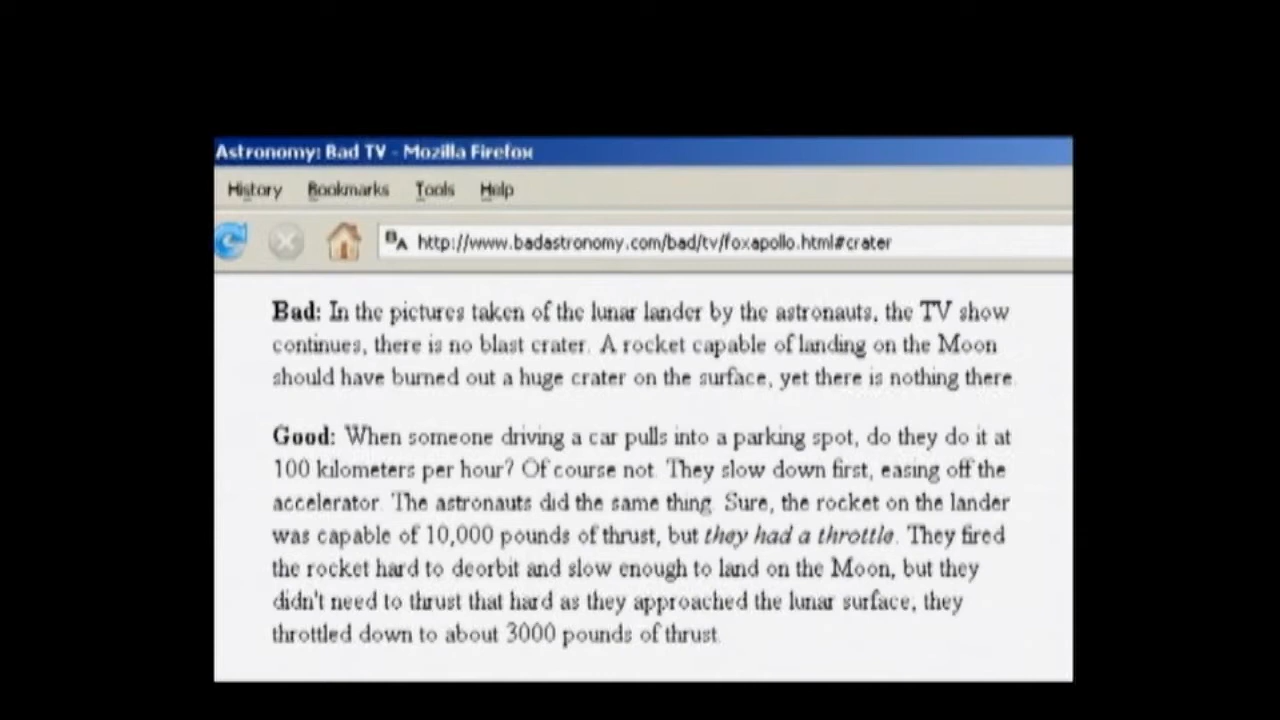 Astronomy: Bad TV - Mozilla Firefox
History Bookmarks Tools Help
http://www.badastronomy.com/bad/tv/foxapollo.html#crater
Bad: In the pictures taken of the lunar lander by the astronauts, the TV show
continues, there is no blast crater. A rocket capable of landing on the Moon
should have burned out a huge crater on the surface, yet there is nothing there.
Good: When someone driving a car pulls into a parking spot, do they do it at
100 kilometers per hour? Of course not. They slow down first, easing off the
accelerator. The astronauts did the same thing. Sure, the rocket on the lander
was capable of 10,000 pounds of thrust, but they had a throttle. They fired
the rocket hard to deorbit and slow enough to land on the Moon, but they
didn't need to thrust that hard as they approached the lunar surface; they
throttled down to about 3000 pounds of thrust.